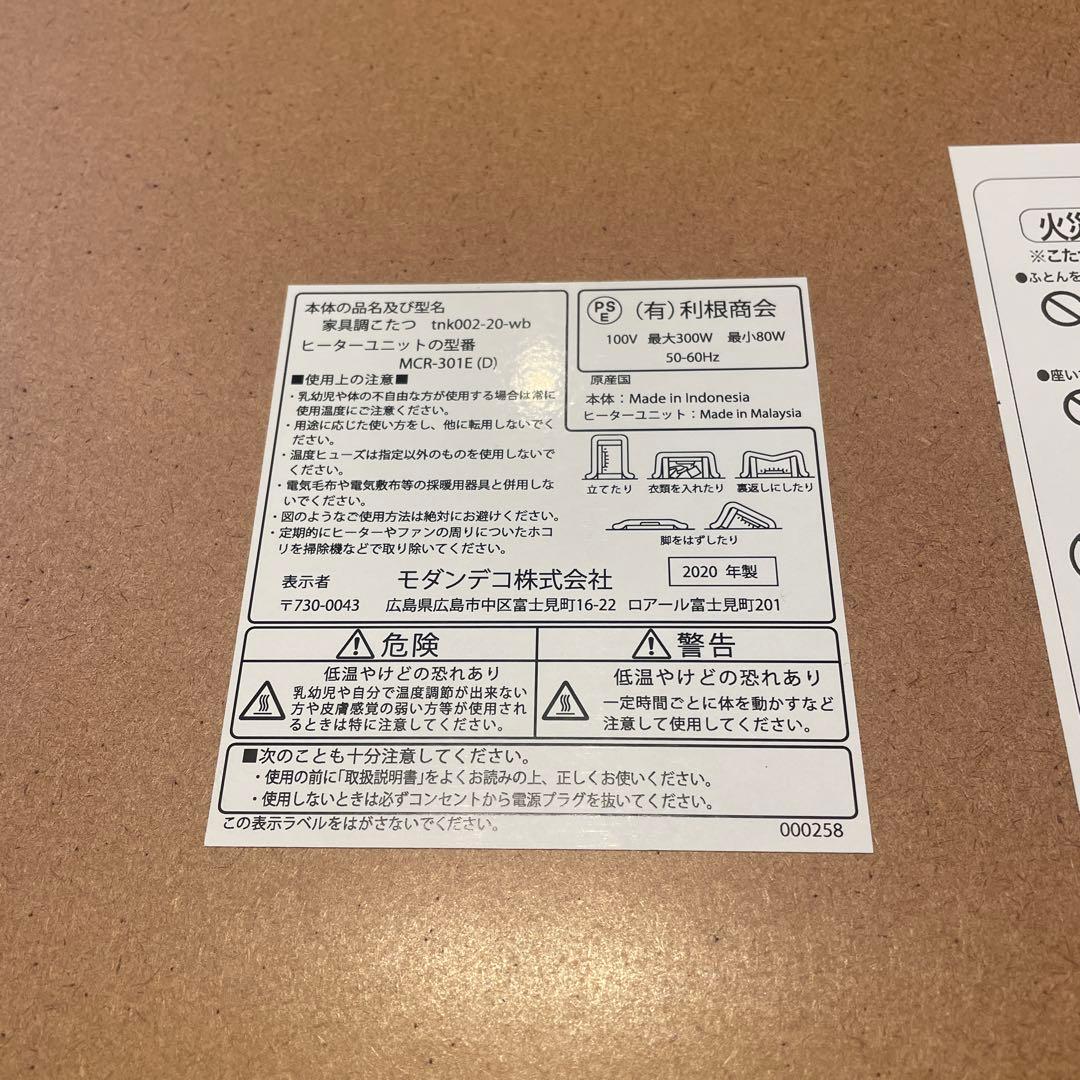 本体の品名及び型名
家具調こたつ tnk002-20-wb
ヒーターユニットの型番
MCR-301E (D)
■使用上の注意■
・乳幼児や体の不自由な方が使用する場合は常に
使用温度にご注意ください。
・用途に応じた使い方をし、他に転用しないでく
ださい。
・温度ヒューズは指定以外のものを使用しないで
ください。
・電気毛布や電気敷布等の採暖用器具と併用しな
いでください。
・図のようなご使用方法は絶対にお避けください。
・定期的にヒーターやファンの周りについたホコ
リを掃除機などで取り除いてください。
PS
E
(有)利根商会
100V 最大300W 最小80W
50-60Hz
原産国
本体：Made in Indonesia
ヒーターユニット：Made in Malaysia
立てたり 衣類を入れたり 裏返しにしたり
脚をはずしたり
表示者 モダンデコ株式会社 2020 年製
〒730-0043 広島県広島市中区富士見町16-22 ロアール富士見町201
危険
低温やけどの恐れあり
乳幼児や自分で温度調節が出来ない
方や皮膚感覚の弱い方等が使用され
るときは特に注意してください。
警告
低温やけどの恐れあり
一定時間ごとに体を動かすなど
注意して使用してください。
■次のことも十分注意してください。
・使用の前に「取扱説明書」をよくお読みの上、正しくお使いください。
・使用しないときは必ずコンセントから電源プラグを抜いてください。
この表示ラベルをはがさないでください。 000258
火災
※こた
●ふとんを
●座い